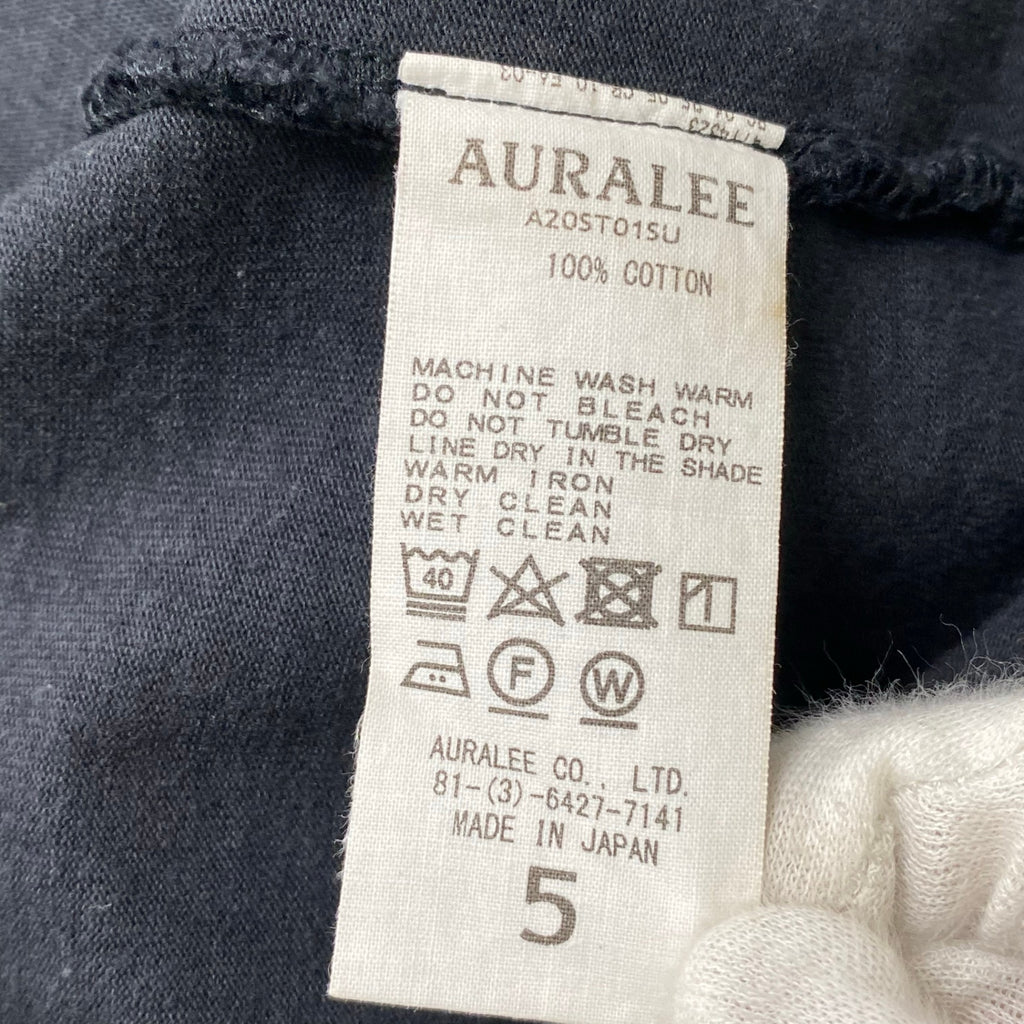 AURALEE
A20ST01SU
100% COTTON
MACHINE WASH WARM
DO NOT BLEACH
DO NOT TUMBLE DRY
LINE DRY IN THE SHADE
WARM IRON
DRY CLEAN
WET CLEAN
40
F W
AURALEE CO., LTD.
81-(3)-6427-7141
MADE IN JAPAN
5